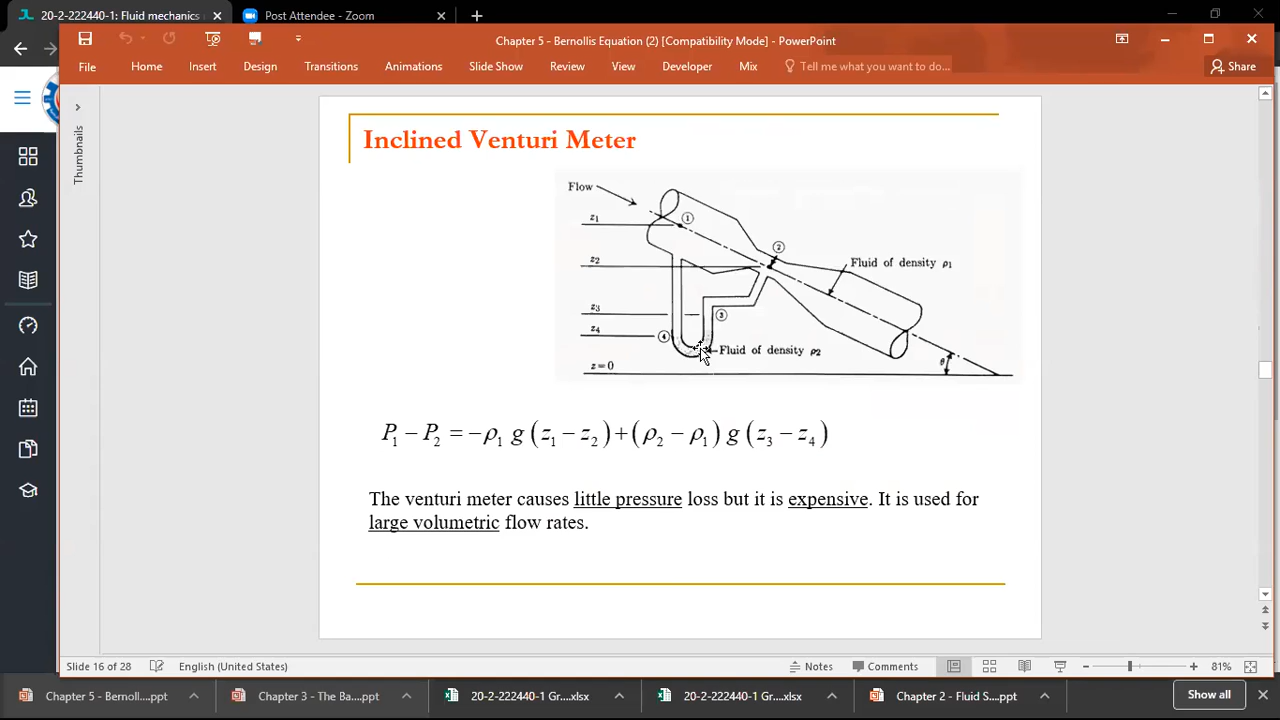 2-2-222440-1: Fluid mechanics
Post Attendee - Zoom
Chapter 5 - Bernollis Equation (2) [Compatibility Mode] - PowerPoint
File Home Insert Design Transitions Animations Slide Show Review View Developer Mix Tell me what you want to do... Share
Thumbnails
Inclined Venturi Meter
Flow
z₁ ①
②
z₂ Fluid of density ρ₁
z₃ ③
z₄ ④
Fluid of density ρ₂
z=0 θ
P₁ − P₂ = −ρ₁ g (z₁ − z₂) + (ρ₂ − ρ₁) g (z₃ − z₄)
The venturi meter causes little pressure loss but it is expensive. It is used for
large volumetric flow rates.
Slide 16 of 28 English (United States) Notes Comments 81%
Chapter 5 - Bernoll....ppt Chapter 3 - The Ba....ppt 20-2-222440-1 Gr....xlsx 20-2-222440-1 Gr....xlsx Chapter 2 - Fluid S....ppt Show all